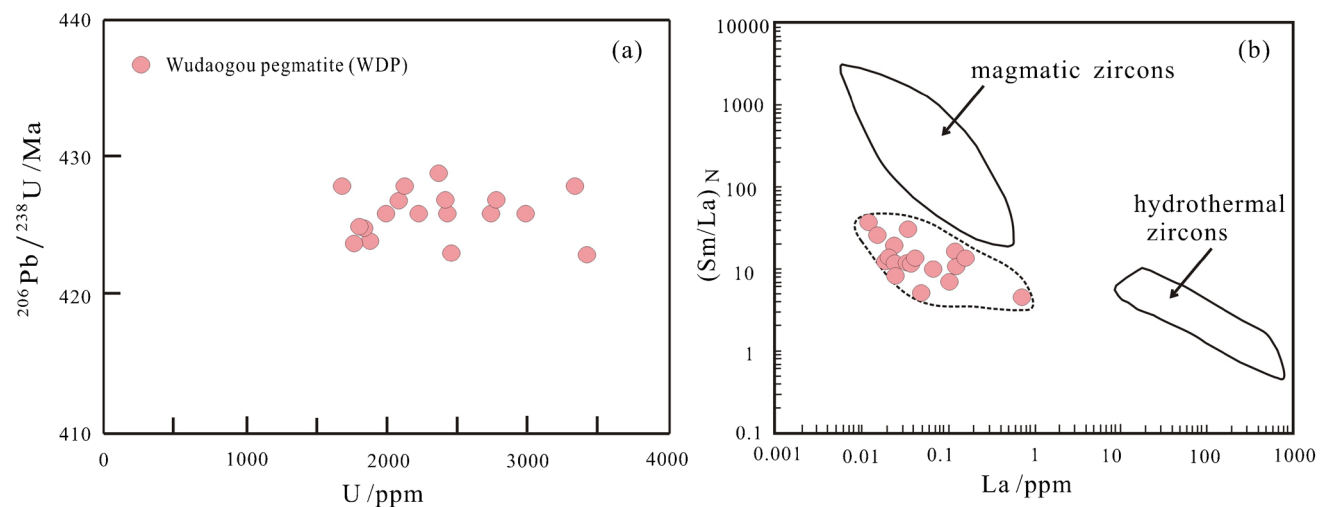 440
430
420
410
²⁰⁶Pb /²³⁸U /Ma
(a)
Wudaogou pegmatite (WDP)
0
1000
2000
3000
4000
U /ppm
10000
1000
100
10
1
0.1
(Sm/La)N
(b)
magmatic zircons
hydrothermal
zircons
0.001
0.01
0.1
1
10
100
1000
La /ppm